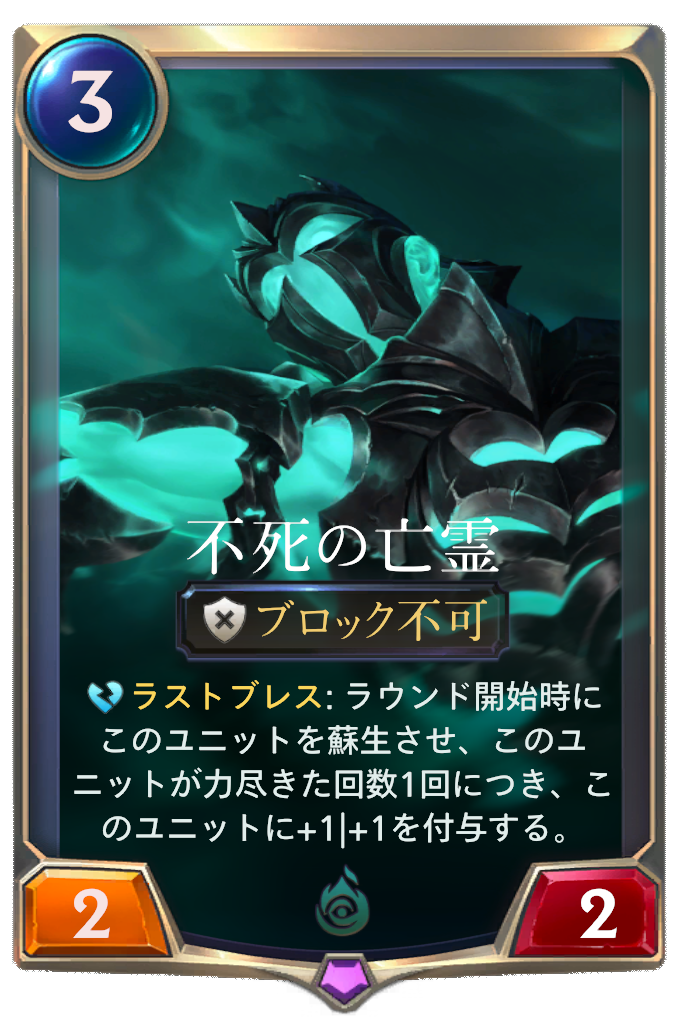 3
不死の亡霊
ブロック不可
ラストブレス: ラウンド開始時に
このユニットを蘇生させ、このユ
ニットが力尽きた回数1回につき、こ
のユニットに+1|+1を付与する。
2
2